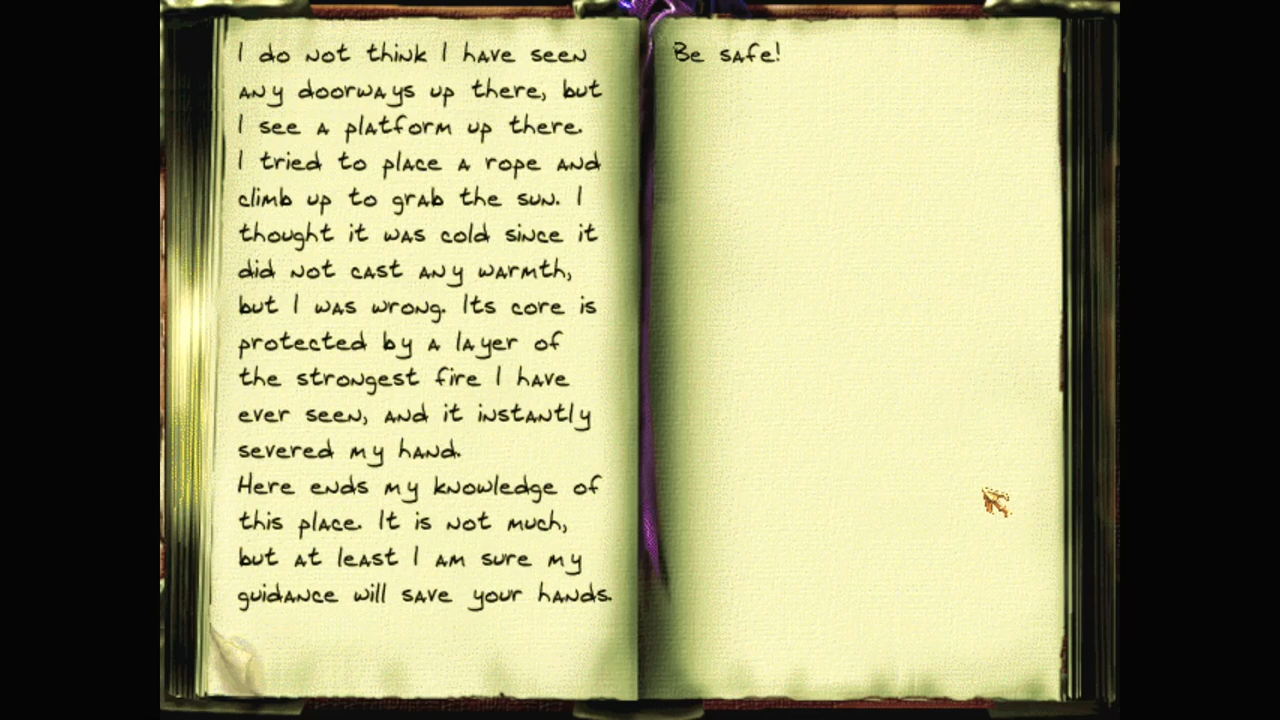 I do not think I have seen
any doorways up there, but
I see a platform up there.
I tried to place a rope and
climb up to grab the sun. I
thought it was cold since it
did not cast any warmth,
but I was wrong. Its core is
protected by a layer of
the strongest fire I have
ever seen, and it instantly
severed my hand.
Here ends my knowledge of
this place. It is not much,
but at least I am sure my
guidance will save your hands.
Be safe!